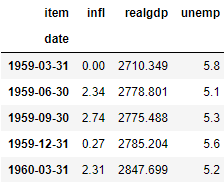 item infl realgdp unemp
date
1959-03-31 0.00 2710.349 5.8
1959-06-30 2.34 2778.801 5.1
1959-09-30 2.74 2775.488 5.3
1959-12-31 0.27 2785.204 5.6
1960-03-31 2.31 2847.699 5.2